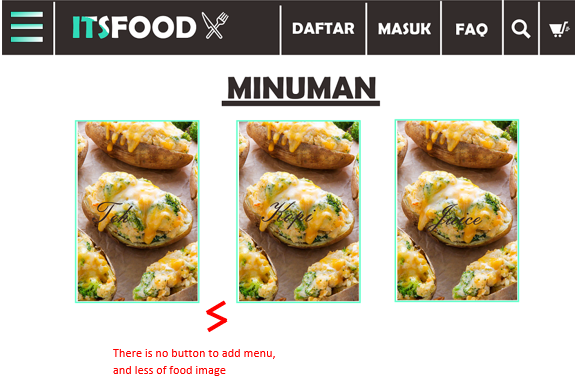 ITSFOOD DAFTAR MASUK FAQ
MINUMAN
Teh Kopi Juice
There is no button to add menu,
and less of food image